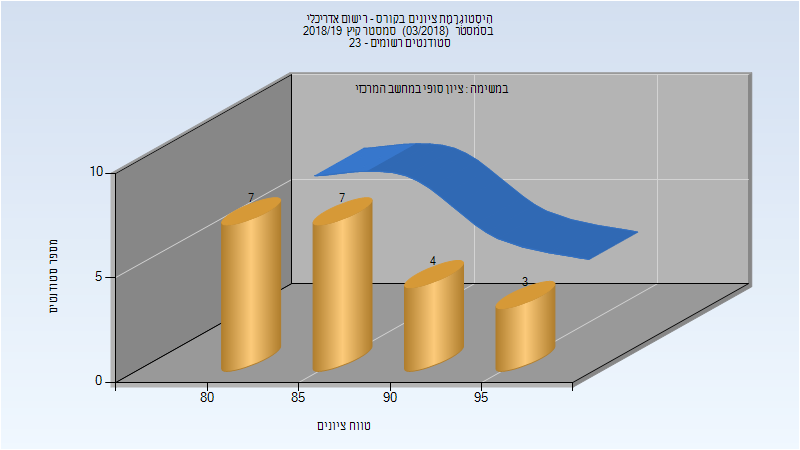 היסטוגרמת ציונים בקורס - רישום אדריכלי
בסמסטר (03/2018) סמסטר קיץ 2018/19
סטודנטים רשומים - 23
במשימה : ציון סופי במחשב המרכזי
10
5
0
7
7
4
3
80
85
90
95
מספר סטודנטים
טווח ציונים